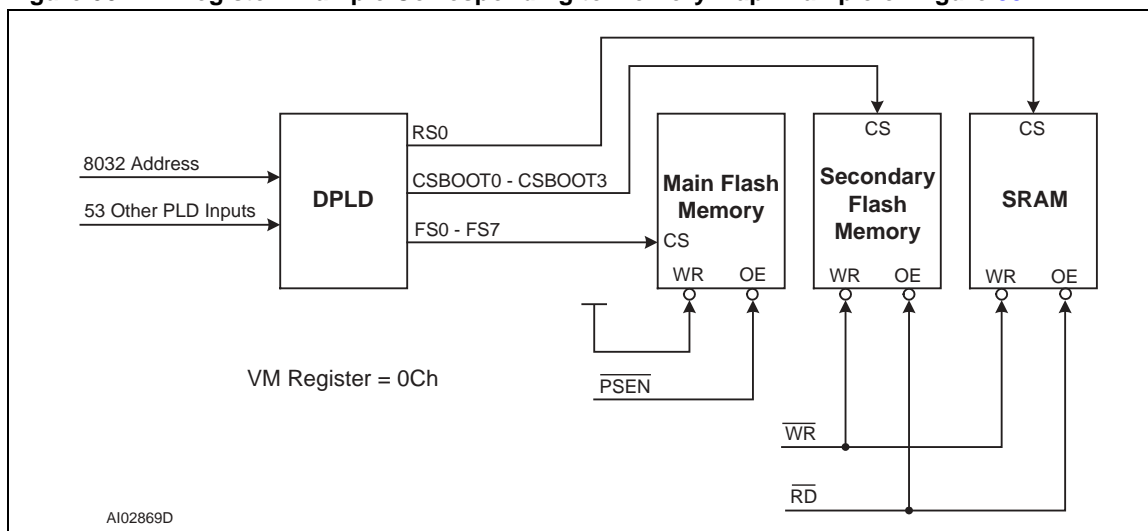 RS0
CS
CS
8032 Address
CSBOOT0 - CSBOOT3
DPLD
Main Flash
Memory
Secondary
Flash
Memory
SRAM
53 Other PLD Inputs
FS0 - FS7
CS
WR OE
WR OE
WR OE
VM Register = 0Ch
PSEN
WR
RD
AI02869D